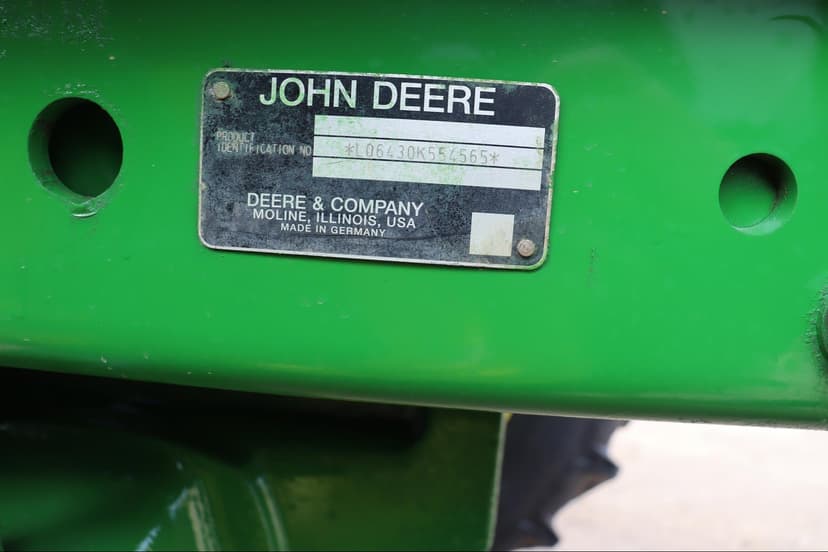 JOHN DEERE
PRODUCT
IDENTIFICATION NO
*L06430K554565*
DEERE & COMPANY
MOLINE, ILLINOIS, USA
MADE IN GERMANY